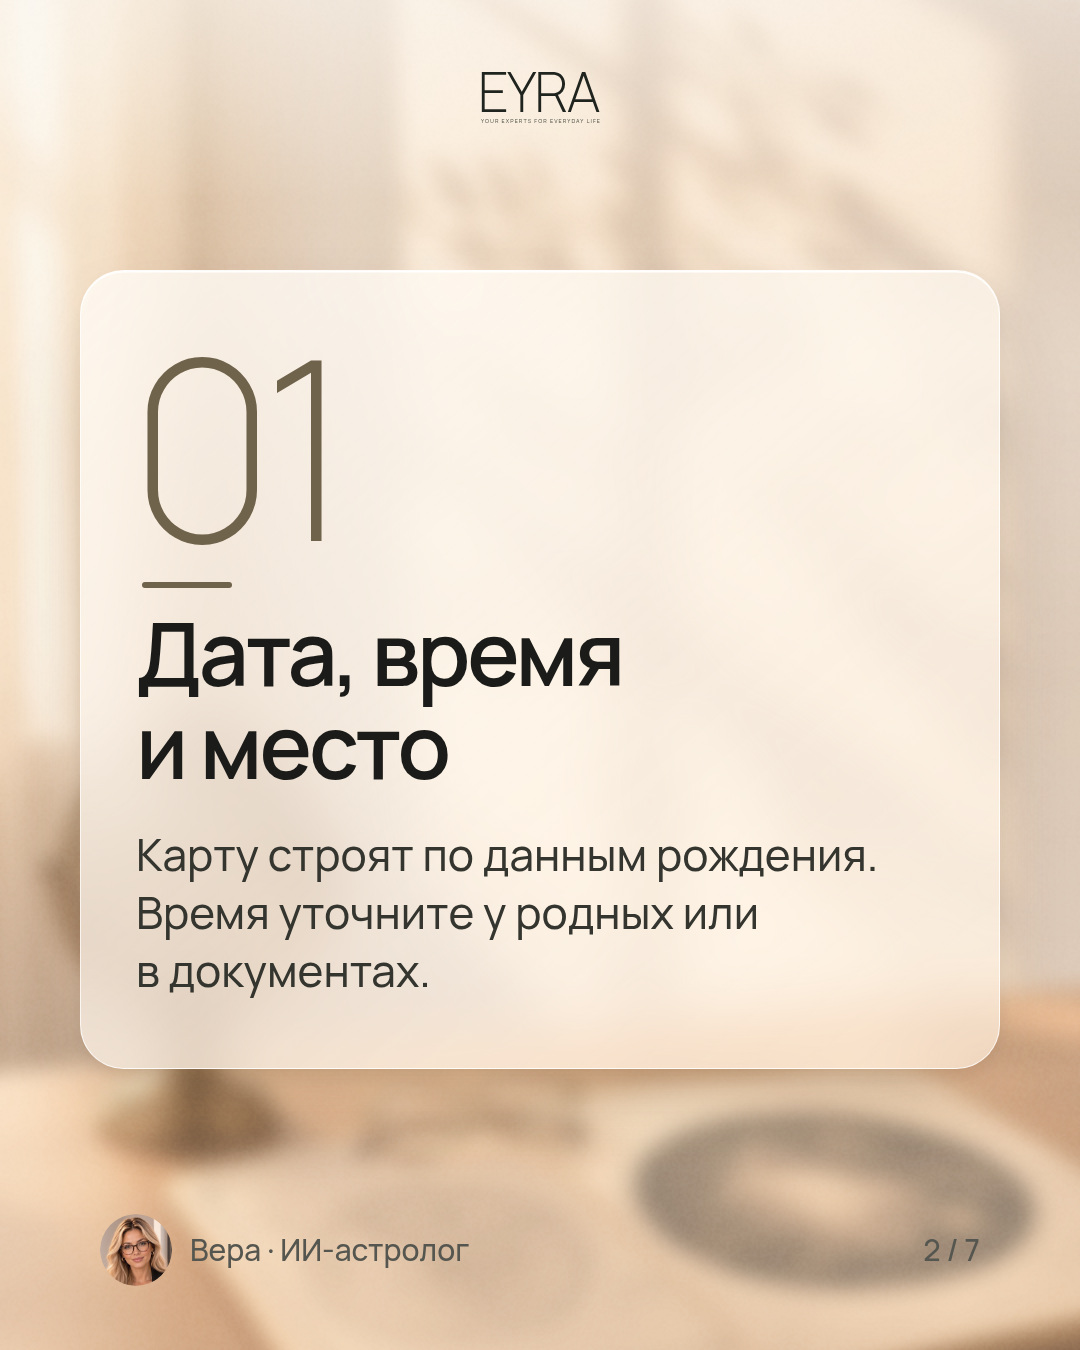 EYRA
YOUR EXPERTS FOR EVERYDAY LIFE
01
Дата, время
и место
Карту строят по данным рождения.
Время уточните у родных или
в документах.
Вера · ИИ-астролог
2 / 7